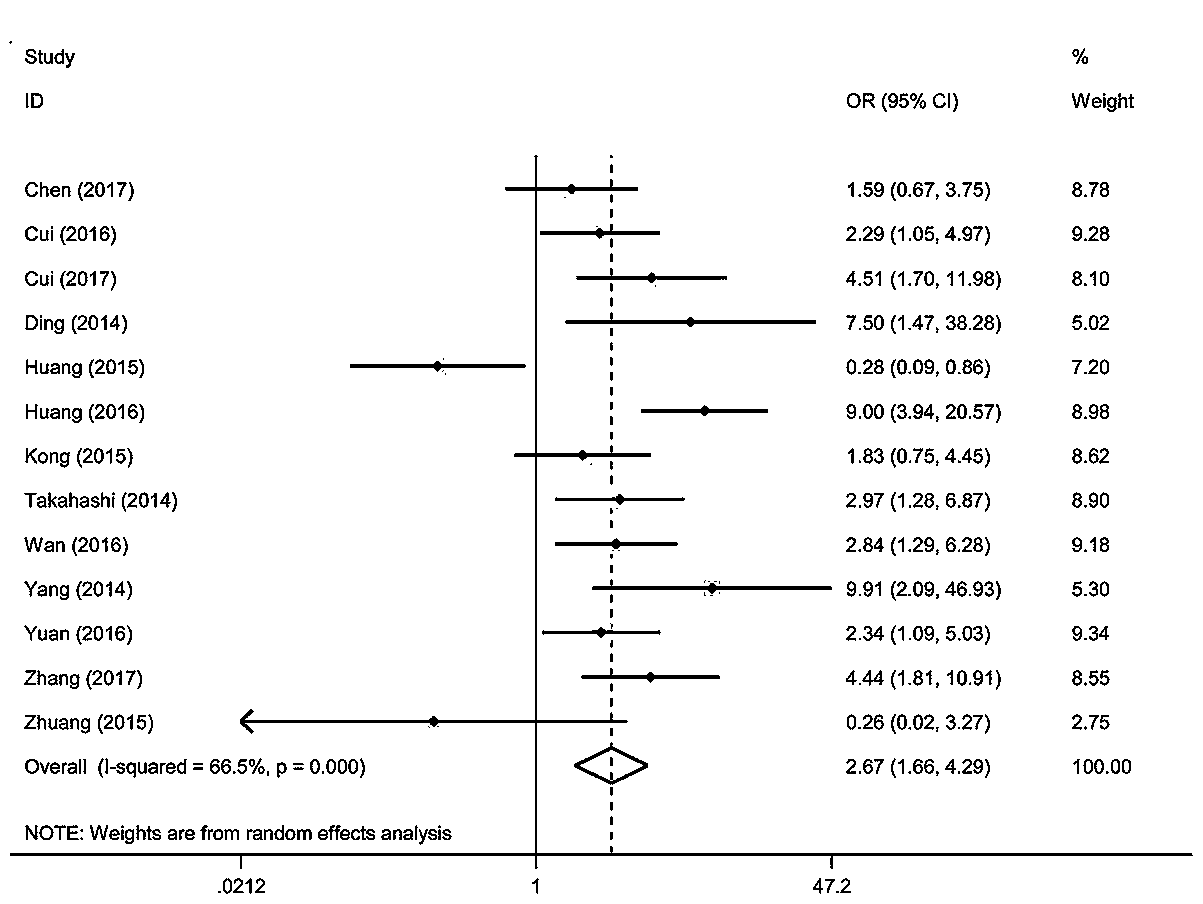 Study %
ID OR (95% CI) Weight
Chen (2017) 1.59 (0.67, 3.75) 8.78
Cui (2016) 2.29 (1.05, 4.97) 9.28
Cui (2017) 4.51 (1.70, 11.98) 8.10
Ding (2014) 7.50 (1.47, 38.28) 5.02
Huang (2015) 0.28 (0.09, 0.86) 7.20
Huang (2016) 9.00 (3.94, 20.57) 8.98
Kong (2015) 1.83 (0.75, 4.45) 8.62
Takahashi (2014) 2.97 (1.28, 6.87) 8.90
Wan (2016) 2.84 (1.29, 6.28) 9.18
Yang (2014) 9.91 (2.09, 46.93) 5.30
Yuan (2016) 2.34 (1.09, 5.03) 9.34
Zhang (2017) 4.44 (1.81, 10.91) 8.55
Zhuang (2015) 0.26 (0.02, 3.27) 2.75
Overall (I-squared = 66.5%, p = 0.000) 2.67 (1.66, 4.29) 100.00
NOTE: Weights are from random effects analysis
.0212 1 47.2